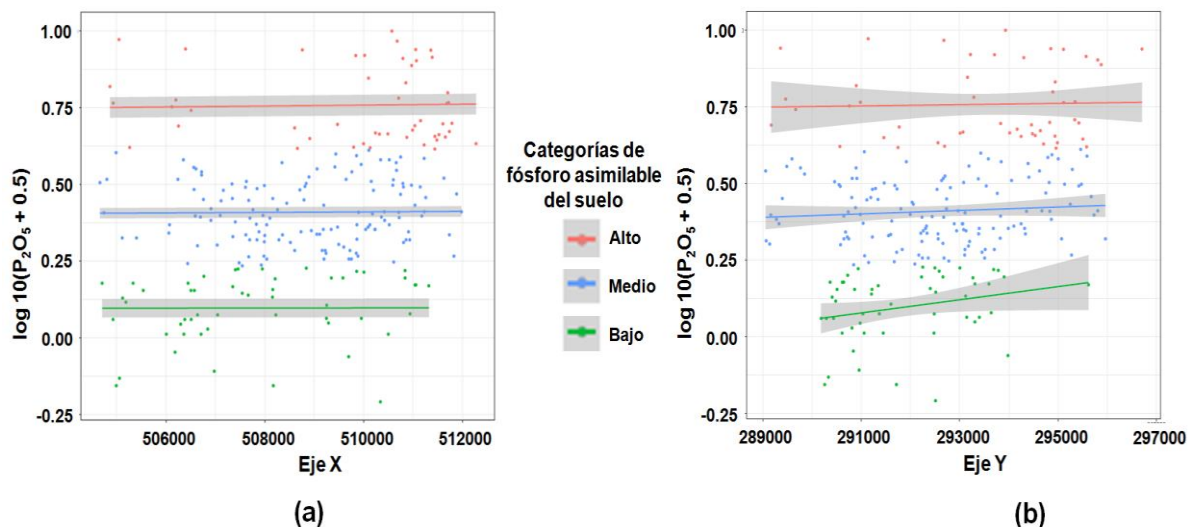 1.00
0.75
0.50
0.25
0.00
-0.25
log 10(P₂O₅ + 0.5)
506000 508000 510000 512000
Eje X
(a)
Categorías de
fósforo asimilable
del suelo
Alto
Medio
Bajo
1.00
0.75
0.50
0.25
0.00
-0.25
log 10(P₂O₅ + 0.5)
289000 291000 293000 295000 297000
Eje Y
(b)